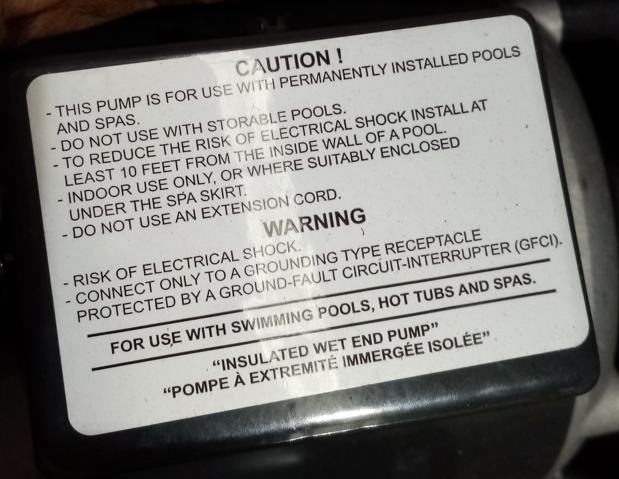 CAUTION !
- THIS PUMP IS FOR USE WITH PERMANENTLY INSTALLED POOLS
AND SPAS.
- DO NOT USE WITH STORABLE POOLS.
- TO REDUCE THE RISK OF ELECTRICAL SHOCK INSTALL AT
LEAST 10 FEET FROM THE INSIDE WALL OF A POOL.
- INDOOR USE ONLY, OR WHERE SUITABLY ENCLOSED
UNDER THE SPA SKIRT.
- DO NOT USE AN EXTENSION CORD.
WARNING
- RISK OF ELECTRICAL SHOCK.
- CONNECT ONLY TO A GROUNDING TYPE RECEPTACLE
PROTECTED BY A GROUND-FAULT CIRCUIT-INTERRUPTER (GFCI).
FOR USE WITH SWIMMING POOLS, HOT TUBS AND SPAS.
“INSULATED WET END PUMP”
“POMPE À EXTREMITÉ IMMERGÉE ISOLÉE”